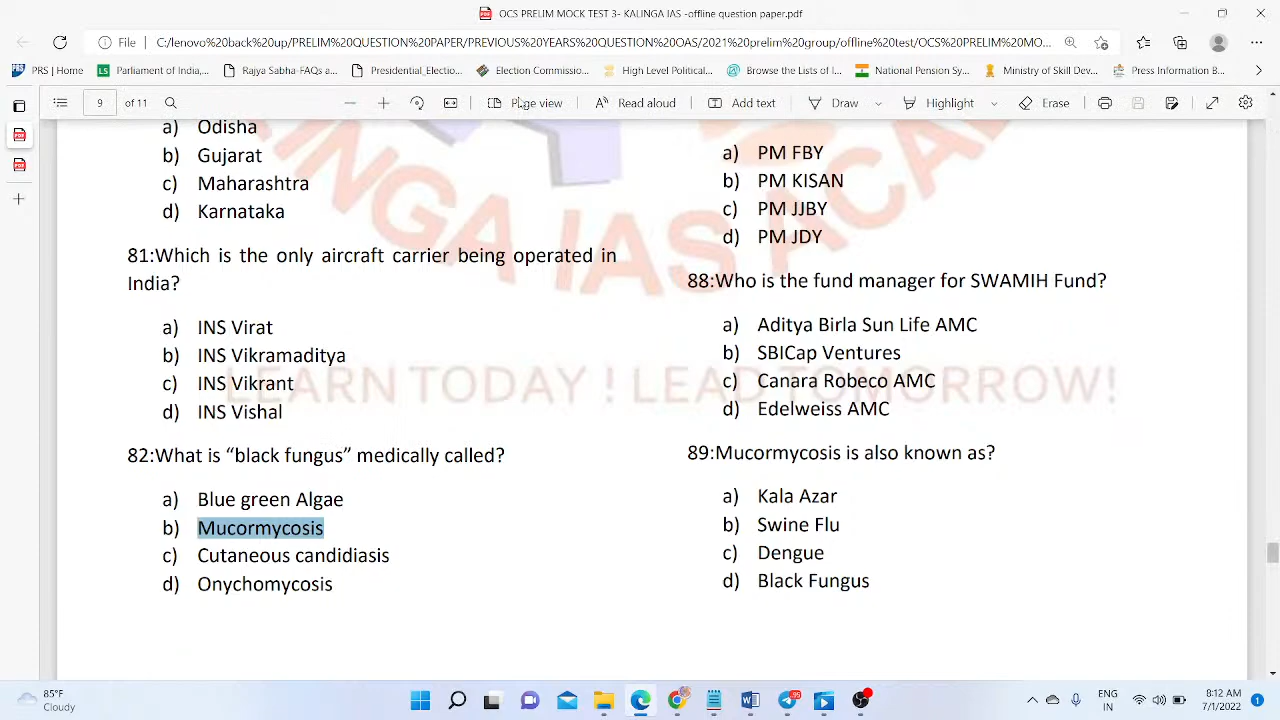 OCS PRELIM MOCK TEST 3- KALINGA IAS -offline question paper.pdf
File C:/lenovo%20back%20up/PRELIM%20QUESTION%20PAPER/PREVIOUS%20YEARS%20QUESTION%20OAS/2021%20prelim%20group/offline%20test/OCS%20PRELIM%20MO...
PRS | Home Parliament of India,... Rajya Sabha-FAQs a... Presidential_Electio... Election Commissio... High Level Political... Browse the Lists of I... National Pension Sy... Ministry of Skill Dev... Press Information B...
9 of 11 Page view Read aloud Add text Draw Highlight Erase
a) Odisha
b) Gujarat
c) Maharashtra
d) Karnataka
81:Which is the only aircraft carrier being operated in
India?
a) INS Virat
b) INS Vikramaditya
c) INS Vikrant
d) INS Vishal
82:What is “black fungus” medically called?
a) Blue green Algae
b) Mucormycosis
c) Cutaneous candidiasis
d) Onychomycosis
a) PM FBY
b) PM KISAN
c) PM JJBY
d) PM JDY
88:Who is the fund manager for SWAMIH Fund?
a) Aditya Birla Sun Life AMC
b) SBICap Ventures
c) Canara Robeco AMC
d) Edelweiss AMC
89:Mucormycosis is also known as?
a) Kala Azar
b) Swine Flu
c) Dengue
d) Black Fungus
INGA IAS ACA
LEARN TODAY ! LEAD TOMORROW!
85°F
Cloudy
95
ENG
IN
8:12 AM
7/1/2022
1